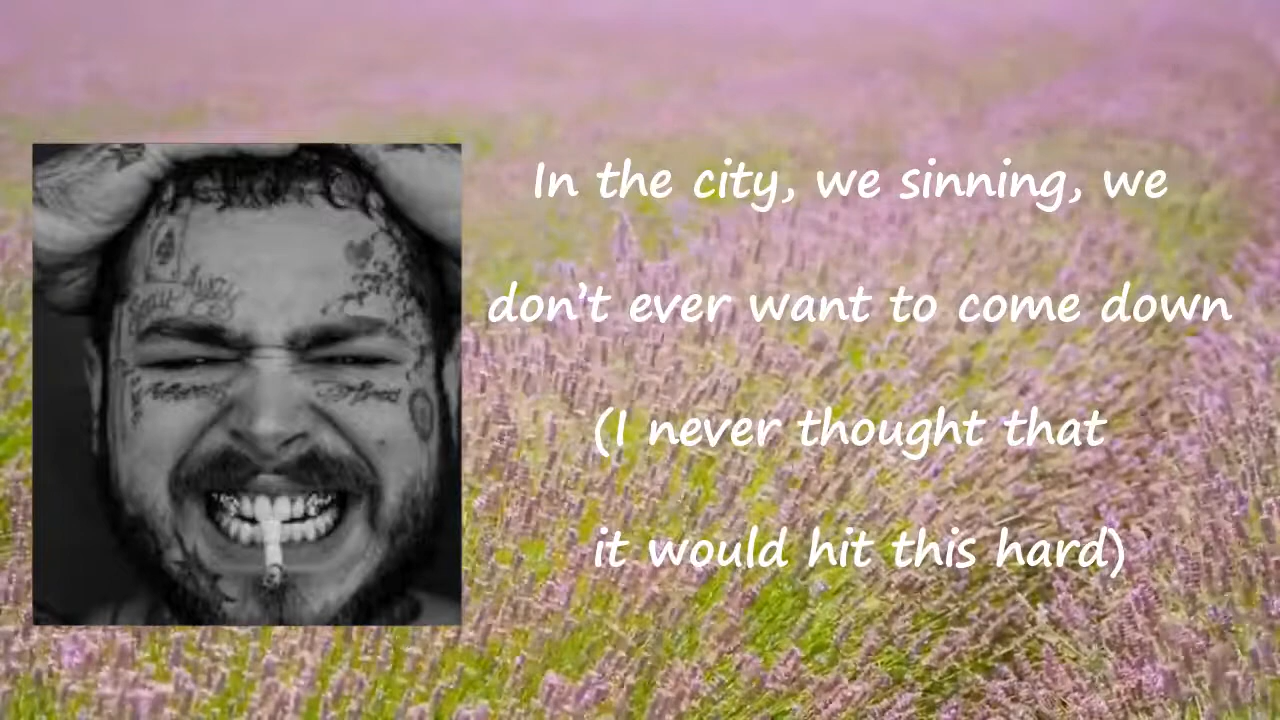 In the city, we sinning, we
don't ever want to come down
(I never thought that
it would hit this hard)